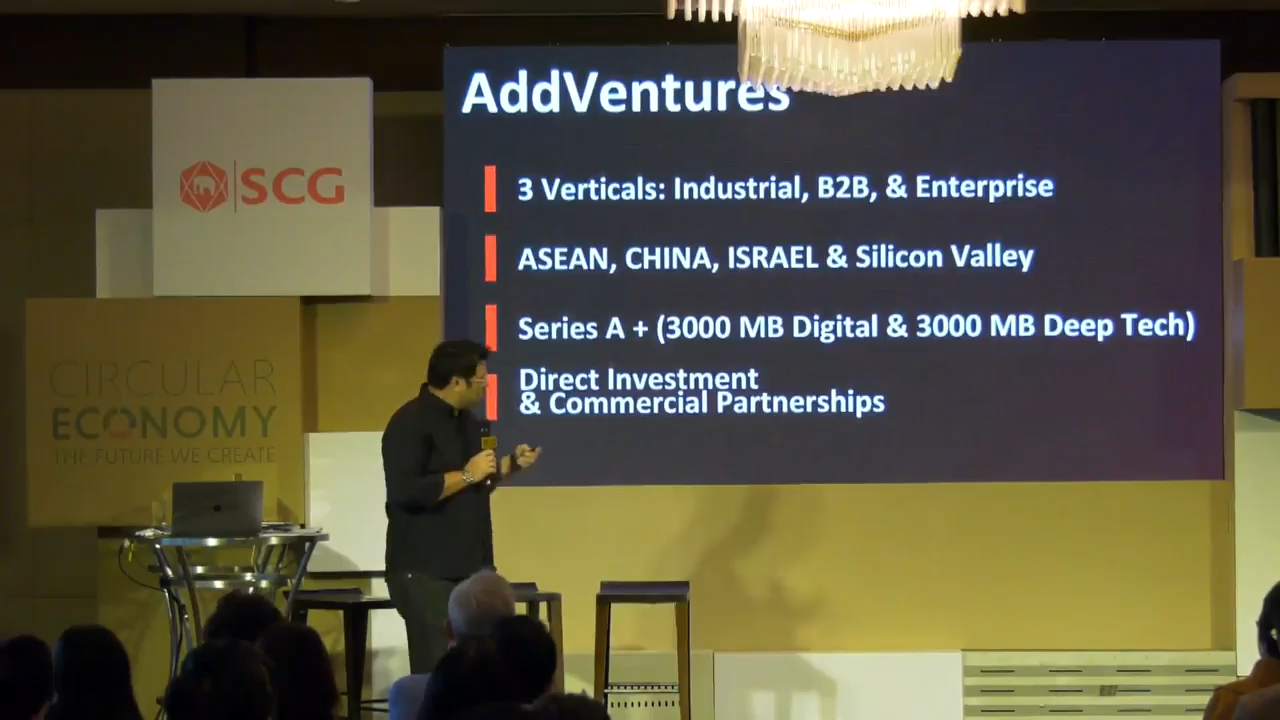 AddVentures
3 Verticals: Industrial, B2B, & Enterprise
ASEAN, CHINA, ISRAEL & Silicon Valley
Series A + (3000 MB Digital & 3000 MB Deep Tech)
Direct Investment
& Commercial Partnerships
SCG
CIRCULAR
ECONOMY
THE FUTURE WE CREATE